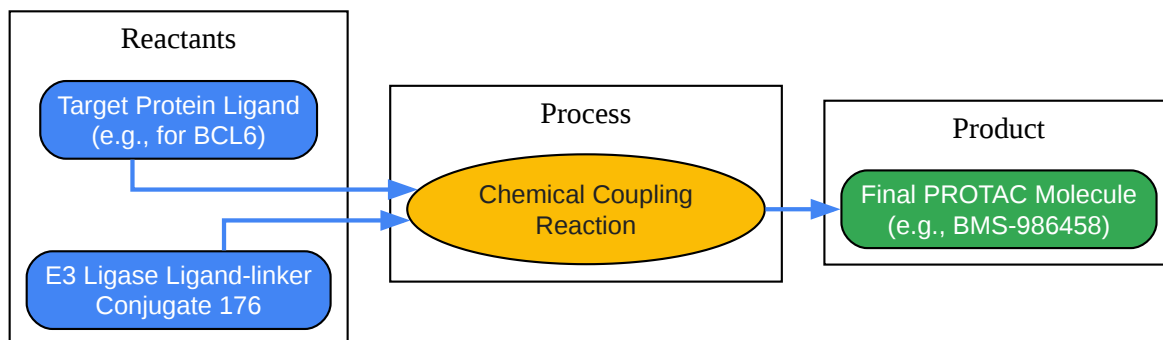 Reactants
Target Protein Ligand
(e.g., for BCL6)
E3 Ligase Ligand-linker
Conjugate 176
Process
Chemical Coupling
Reaction
Product
Final PROTAC Molecule
(e.g., BMS-986458)